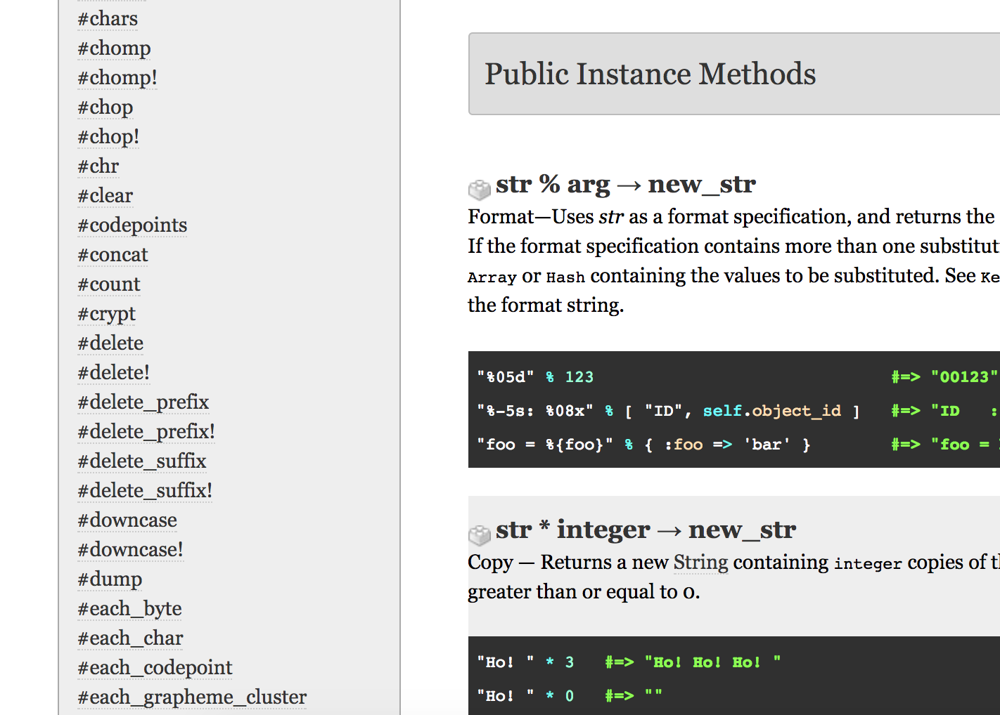 #chars
#chomp
#chomp!
#chop
#chop!
#chr
#clear
#codepoints
#concat
#count
#crypt
#delete
#delete!
#delete_prefix
#delete_prefix!
#delete_suffix
#delete_suffix!
#downcase
#downcase!
#dump
#each_byte
#each_char
#each_codepoint
#each_grapheme_cluster
Public Instance Methods
str % arg → new_str
Format—Uses str as a format specification, and returns the
If the format specification contains more than one substituti
Array or Hash containing the values to be substituted. See Ke
the format string.
"%05d" % 123 #=> "00123"
"%-5s: %08x" % [ "ID", self.object_id ] #=> "ID :
"foo = %{foo}" % { :foo => 'bar' } #=> "foo =
str * integer → new_str
Copy — Returns a new String containing integer copies of t
greater than or equal to 0.
"Ho! " * 3 #=> "Ho! Ho! Ho! "
"Ho! " * 0 #=> ""